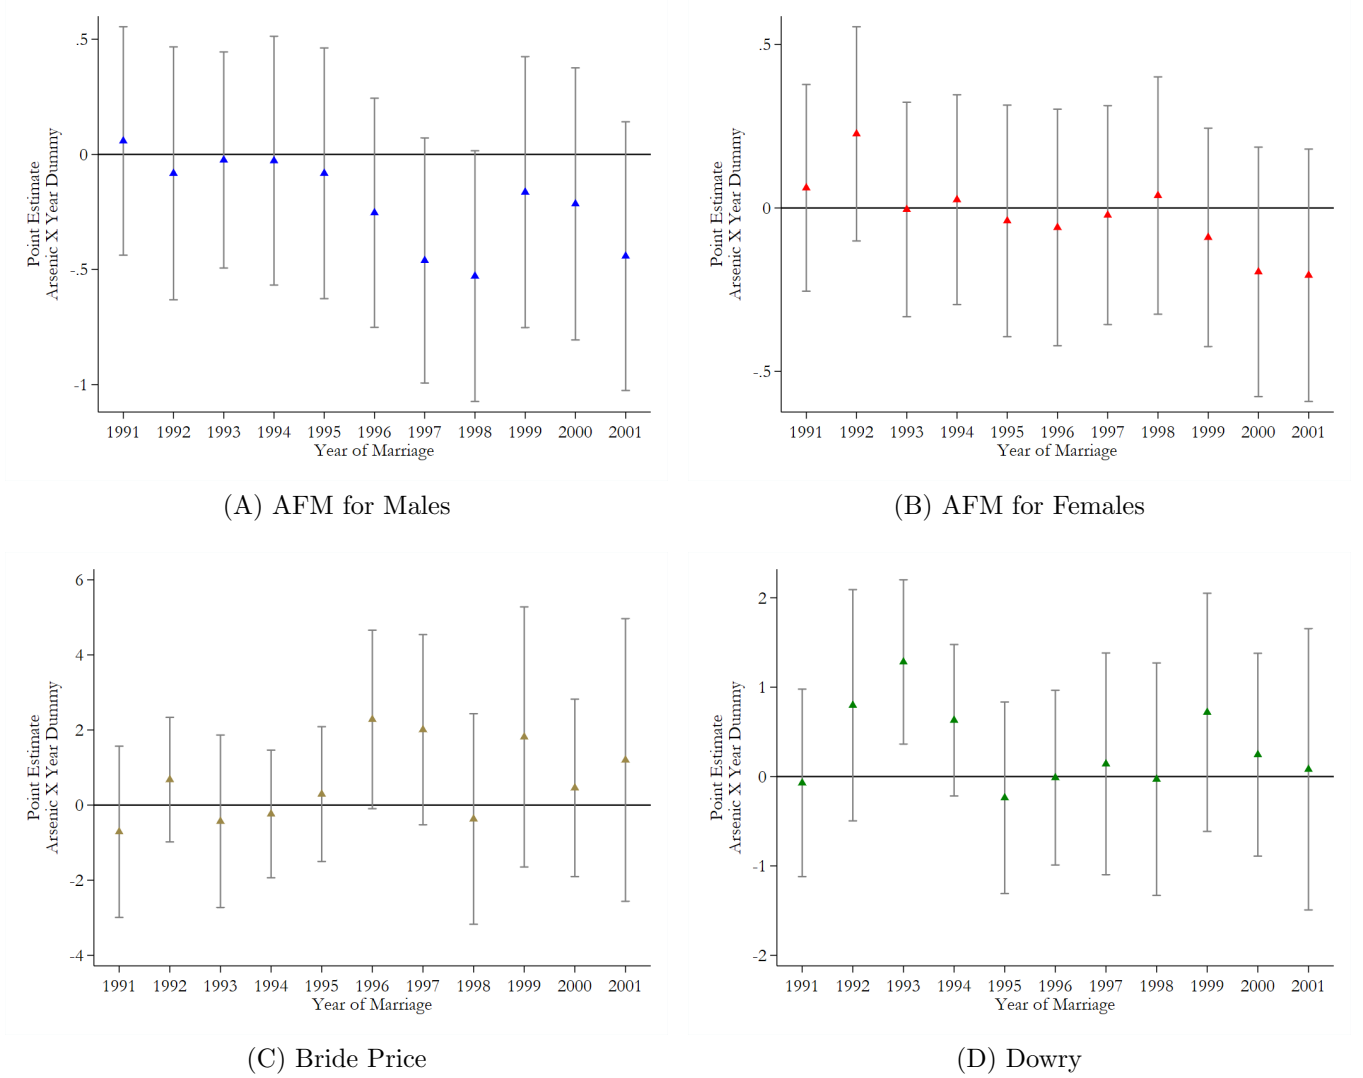 Point Estimate
Arsenic X Year Dummy
.5
0
-.5
-1
1991 1992 1993 1994 1995 1996 1997 1998 1999 2000 2001
Year of Marriage
(A) AFM for Males
Point Estimate
Arsenic X Year Dummy
.5
0
-.5
1991 1992 1993 1994 1995 1996 1997 1998 1999 2000 2001
Year of Marriage
(B) AFM for Females
Point Estimate
Arsenic X Year Dummy
6
4
2
0
-2
-4
1991 1992 1993 1994 1995 1996 1997 1998 1999 2000 2001
Year of Marriage
(C) Bride Price
Point Estimate
Arsenic X Year Dummy
2
1
0
-1
-2
1991 1992 1993 1994 1995 1996 1997 1998 1999 2000 2001
Year of Marriage
(D) Dowry